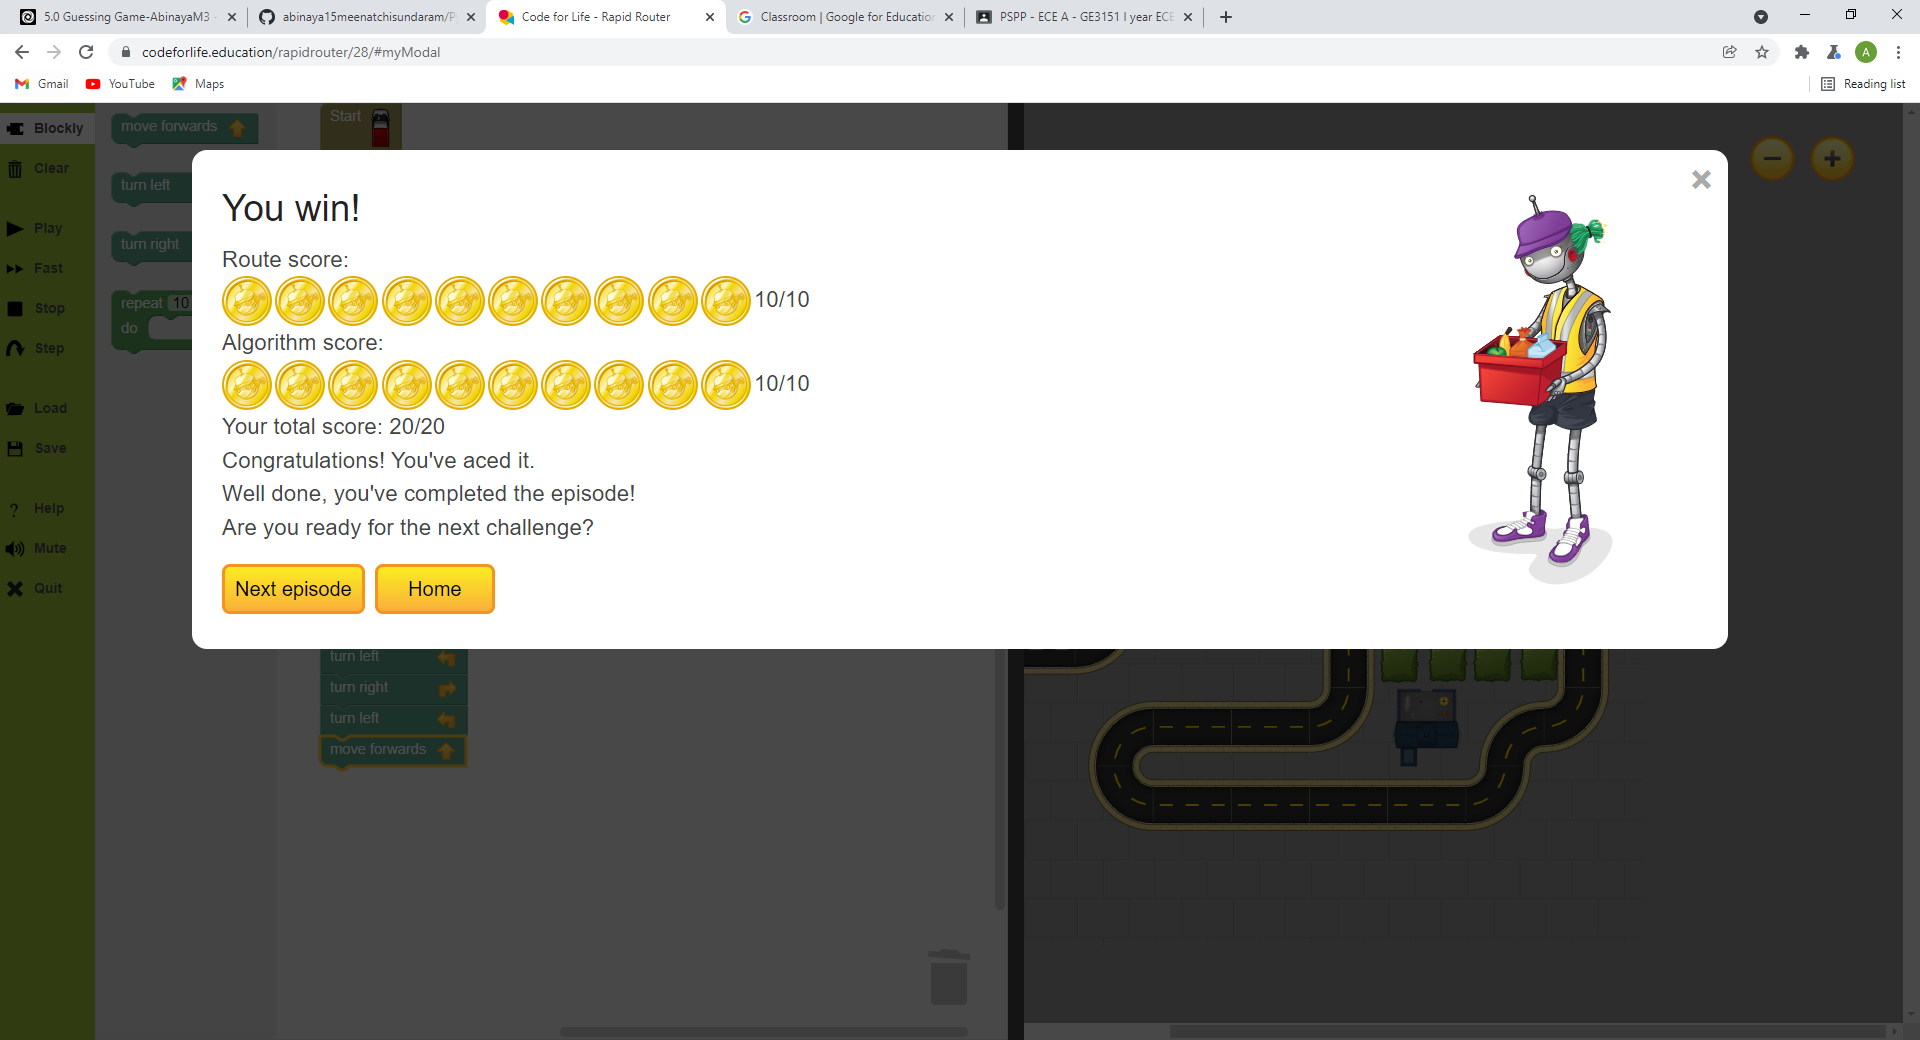 5.0 Guessing Game-AbinayaM3 -
abinaya15meenatchisundaram/P
Code for Life - Rapid Router
Classroom | Google for Education
PSPP - ECE A - GE3151 I year ECE
codeforlife.education/rapidrouter/28/#myModal
A
Gmail
YouTube
Maps
Reading list
Blockly
Clear
Play
Fast
Stop
Step
Load
Save
Help
Mute
Quit
move forwards
turn left
turn right
repeat 10
do
Start
You win!
Route score:
10/10
Algorithm score:
10/10
Your total score: 20/20
Congratulations! You've aced it.
Well done, you've completed the episode!
Are you ready for the next challenge?
Next episode
Home
turn left
turn right
turn left
move forwards